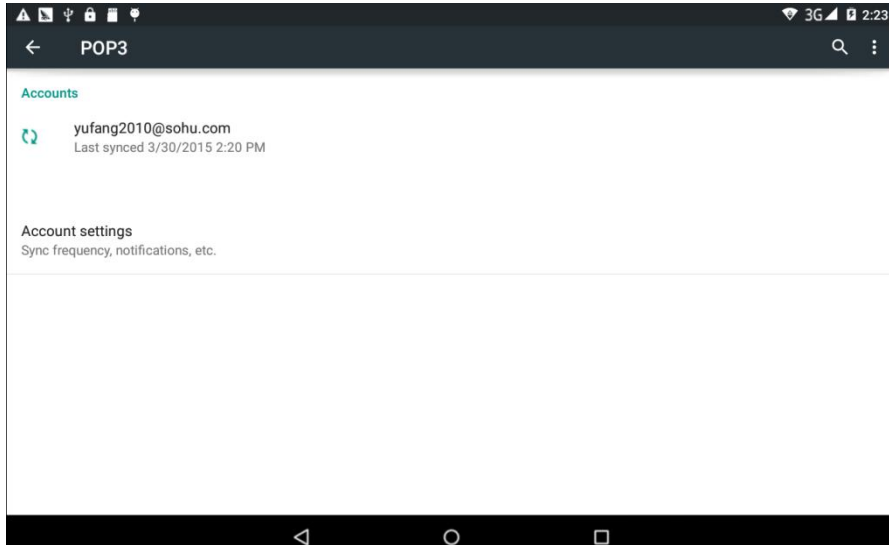 3G 2:23
POP3
Accounts
yufang2010@sohu.com
Last synced 3/30/2015 2:20 PM
Account settings
Sync frequency, notifications, etc.